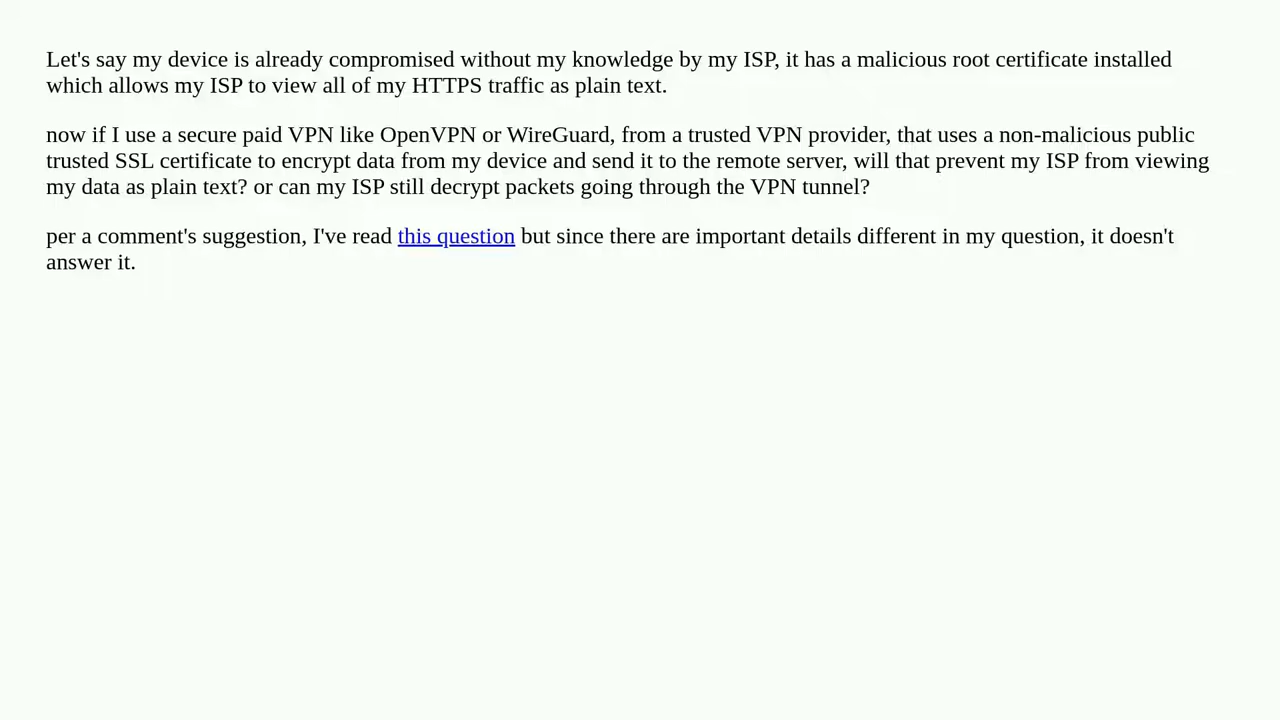 Let's say my device is already compromised without my knowledge by my ISP, it has a malicious root certificate installed
which allows my ISP to view all of my HTTPS traffic as plain text.
now if I use a secure paid VPN like OpenVPN or WireGuard, from a trusted VPN provider, that uses a non-malicious public
trusted SSL certificate to encrypt data from my device and send it to the remote server, will that prevent my ISP from viewing
my data as plain text? or can my ISP still decrypt packets going through the VPN tunnel?
per a comment's suggestion, I've read this question but since there are important details different in my question, it doesn't
answer it.